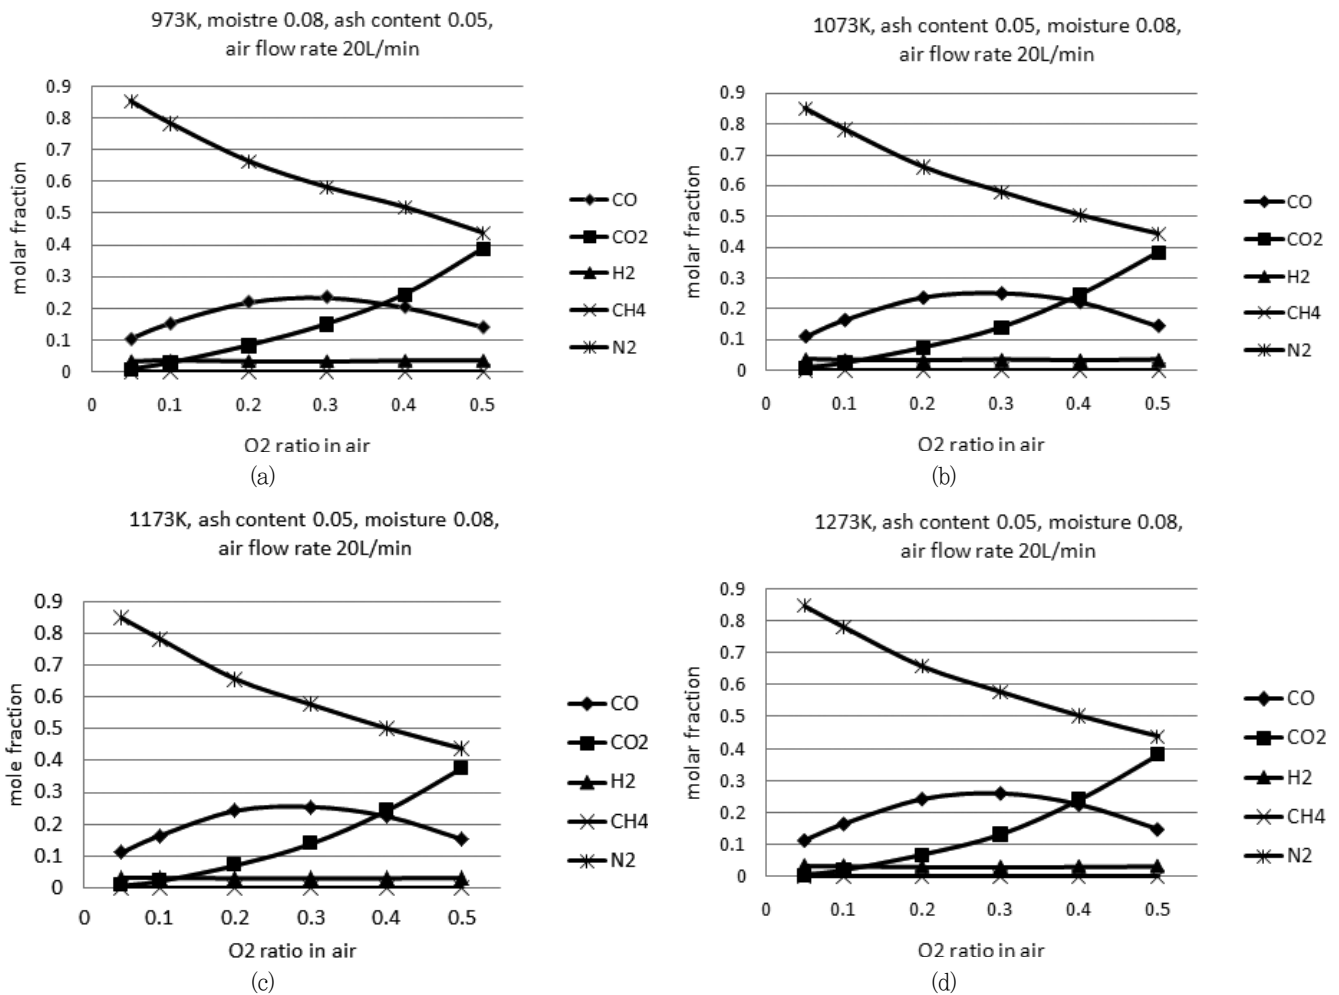 973K, moistre 0.08, ash content 0.05,
air flow rate 20L/min
molar fraction
0.9
0.8
0.7
0.6
0.5
0.4
0.3
0.2
0.1
0
0 0.1 0.2 0.3 0.4 0.5
O2 ratio in air
CO
CO2
H2
CH4
N2
(a)
1073K, ash content 0.05, moisture 0.08,
air flow rate 20L/min
molar fraction
0.9
0.8
0.7
0.6
0.5
0.4
0.3
0.2
0.1
0
0 0.1 0.2 0.3 0.4 0.5
O2 ratio in air
CO
CO2
H2
CH4
N2
(b)
1173K, ash content 0.05, moisture 0.08,
air flow rate 20L/min
mole fraction
0.9
0.8
0.7
0.6
0.5
0.4
0.3
0.2
0.1
0
0 0.1 0.2 0.3 0.4 0.5
O2 ratio in air
CO
CO2
H2
CH4
N2
(c)
1273K, ash content 0.05, moisture 0.08,
air flow rate 20L/min
molar fraction
0.9
0.8
0.7
0.6
0.5
0.4
0.3
0.2
0.1
0
0 0.1 0.2 0.3 0.4 0.5
O2 ratio in air
CO
CO2
H2
CH4
N2
(d)